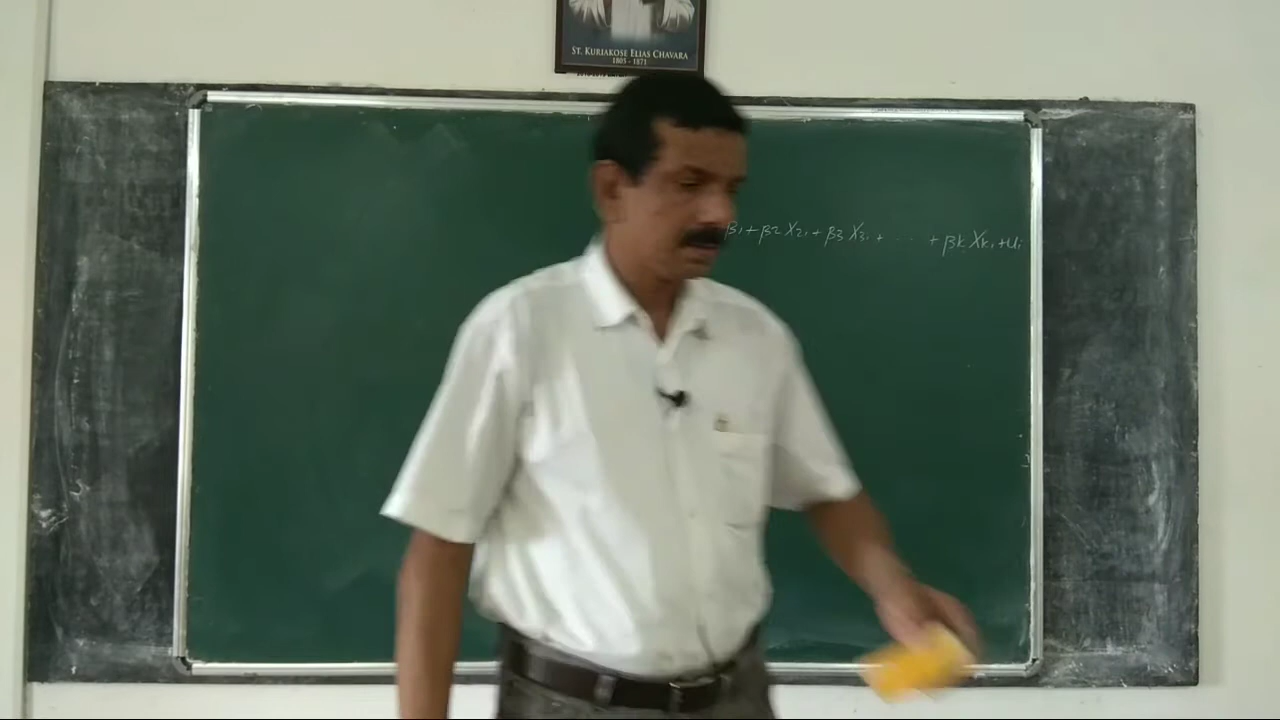 ST. KURIAKOSE ELIAS CHAVARA
1805 - 1871
β1 + β2 X2i + β3 X3i + ... + βk Xki + ui